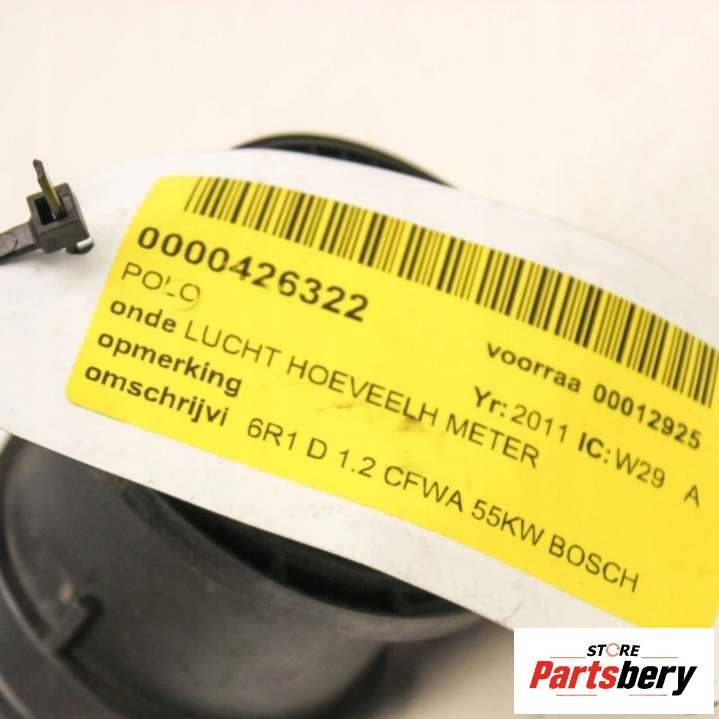 0000426322
POLO
voorraa 00012925
onde LUCHT HOEVEELH METER
Yr: 2011 IC: W29 A
opmerking
omschrijvi 6R1 D 1.2 CFWA 55KW BOSCH
STORE
Partsbery